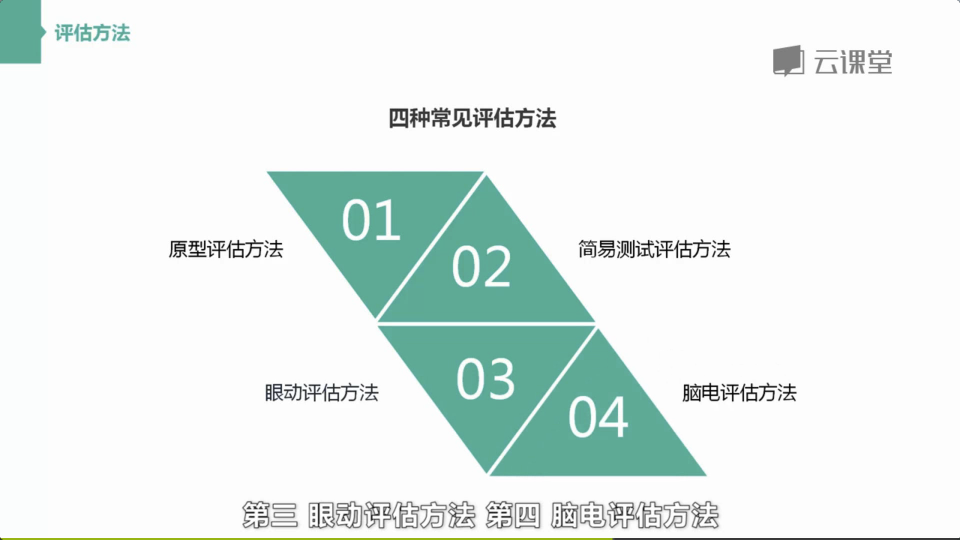 评估方法
云课堂
四种常见评估方法
01
原型评估方法
02
简易测试评估方法
03
眼动评估方法
04
脑电评估方法
第三 眼动评估方法 第四 脑电评估方法